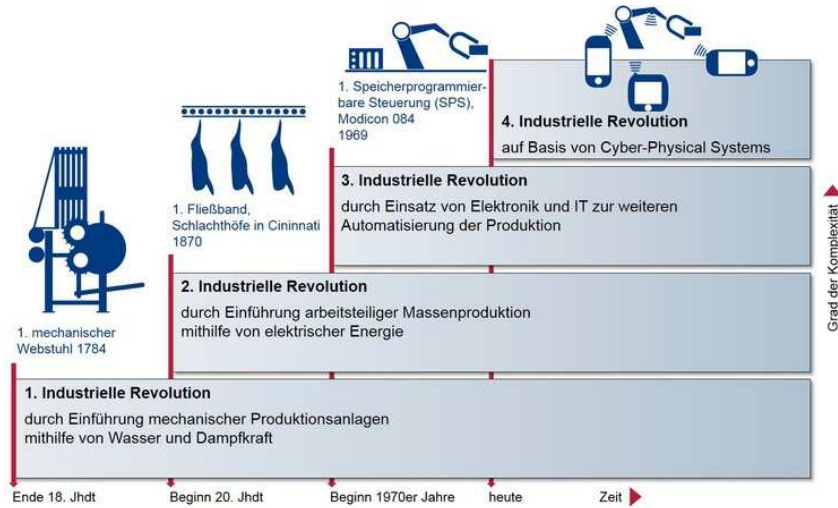 1. Speicherprogrammier-
bare Steuerung (SPS),
Modicon 084
1969
4. Industrielle Revolution
auf Basis von Cyber-Physical Systems
3. Industrielle Revolution
durch Einsatz von Elektronik und IT zur weiteren
Automatisierung der Produktion
1. Fließband,
Schlachthöfe in Cininnati
1870
2. Industrielle Revolution
durch Einführung arbeitsteiliger Massenproduktion
mithilfe von elektrischer Energie
1. mechanischer
Webstuhl 1784
1. Industrielle Revolution
durch Einführung mechanischer Produktionsanlagen
mithilfe von Wasser und Dampfkraft
Grad der Komplexität
Ende 18. Jhdt
Beginn 20. Jhdt
Beginn 1970er Jahre
heute
Zeit